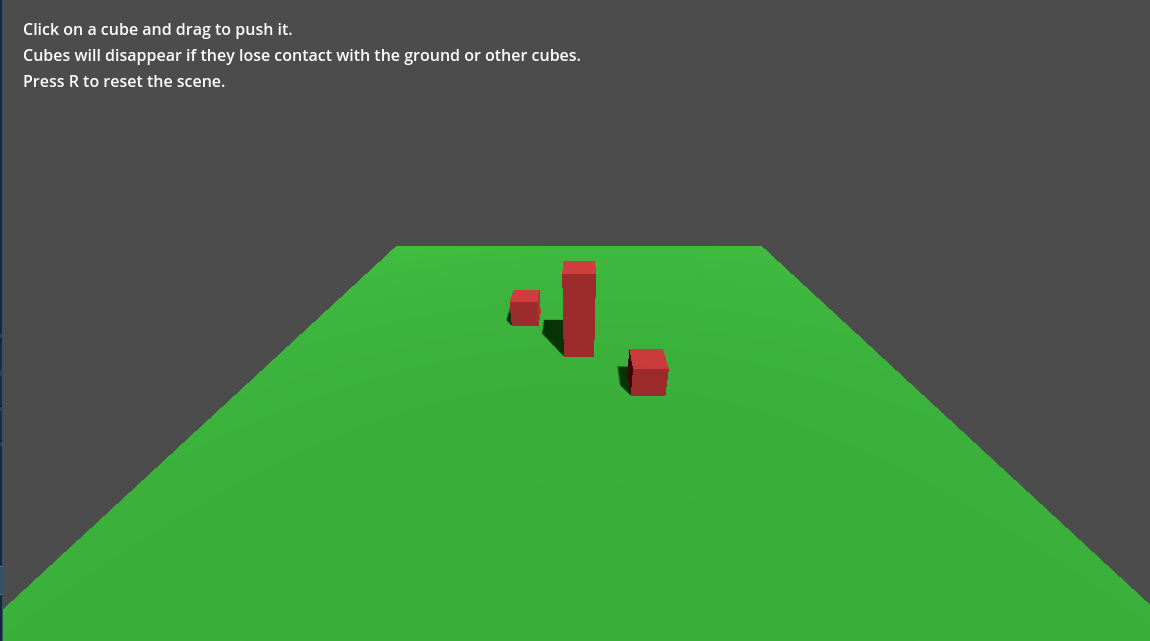 Click on a cube and drag to push it.
Cubes will disappear if they lose contact with the ground or other cubes.
Press R to reset the scene.